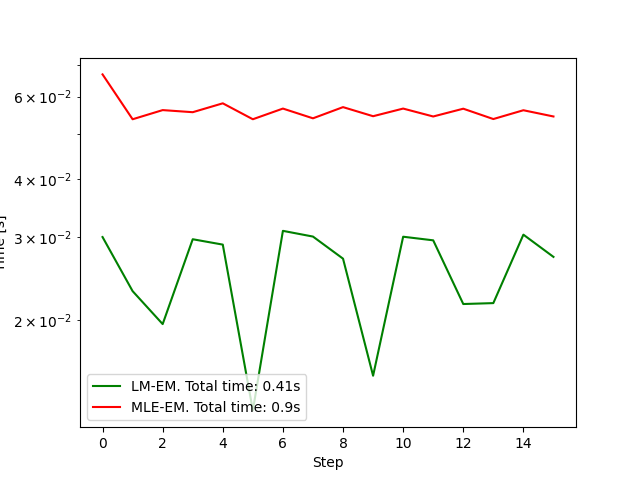 6 × 10⁻²
4 × 10⁻²
3 × 10⁻²
2 × 10⁻²
Time [s]
LM-EM. Total time: 0.41s
MLE-EM. Total time: 0.9s
0 2 4 6 8 10 12 14
Step